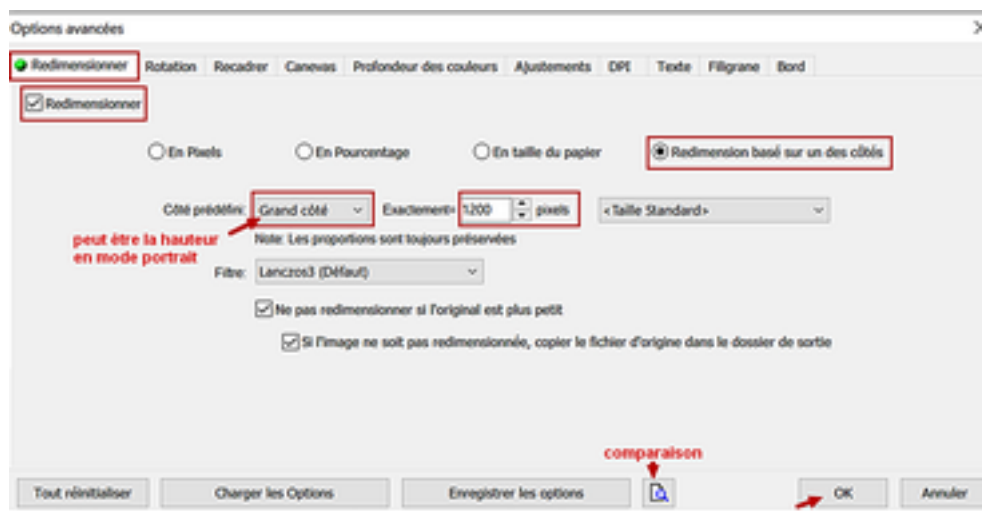 Options avancées
Redimensionner Rotation Recadrer Canevas Profondeur des couleurs Ajustements DPI Texte Filigrane Bord
Redimensionner
En Pixels En Pourcentage En taille du papier Redimension basé sur un des côtés
Côté prédéfini: Grand côté Exactement= 1200 pixels <Taille Standard>
peut être la hauteur
en mode portrait
Note: Les proportions sont toujours préservées
Filtre: Lanczos3 (Défaut)
Ne pas redimensionner si l'original est plus petit
Si l'image ne soit pas redimensionnée, copier le fichier d'origine dans le dossier de sortie
comparaison
Tout réinitialiser Charger les Options Enregistrer les options OK Annuler